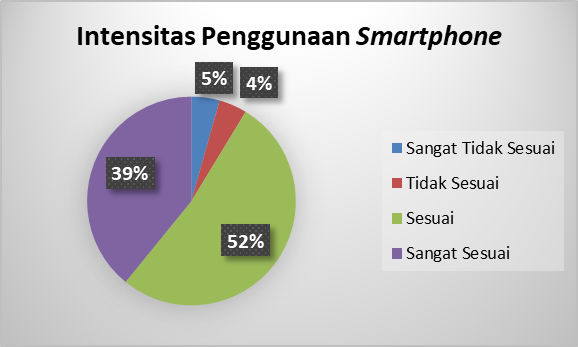 Intensitas Penggunaan Smartphone
5%
4%
39%
52%
Sangat Tidak Sesuai
Tidak Sesuai
Sesuai
Sangat Sesuai